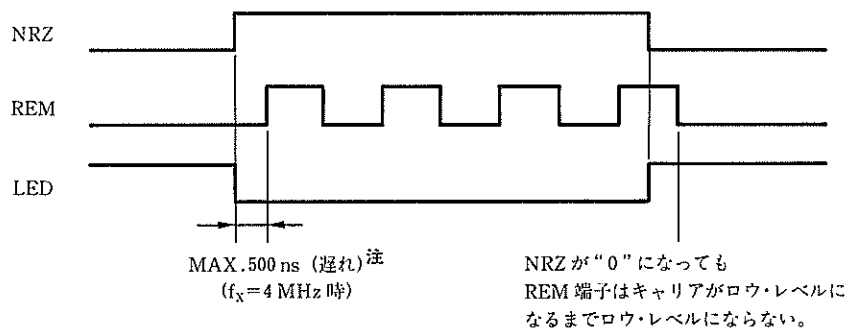 NRZ
REM
LED
MAX.500 ns (遅れ)注
(fX=4 MHz 時)
NRZ が“0”になっても
REM 端子はキャリアがロウ・レベルに
なるまでロウ・レベルにならない。